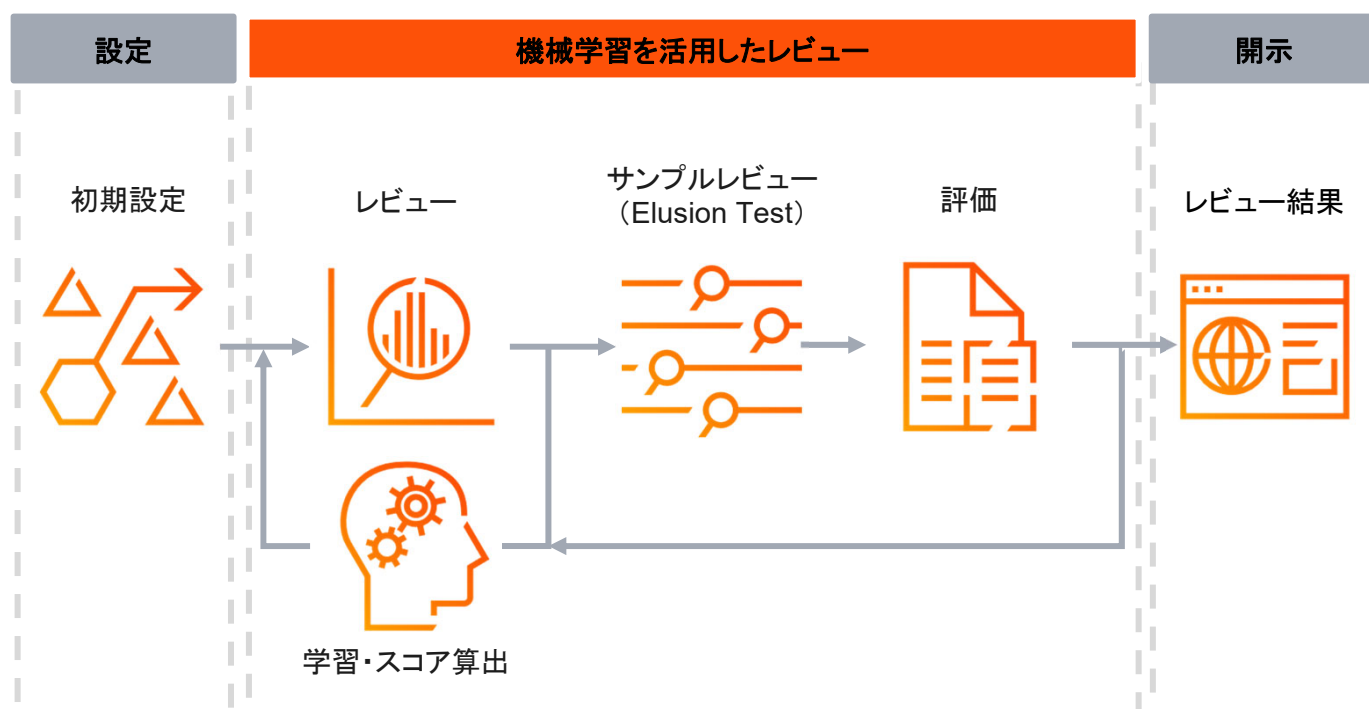 設定
機械学習を活用したレビュー
開示
初期設定
レビュー
サンプルレビュー
（Elusion Test）
評価
レビュー結果
学習・スコア算出